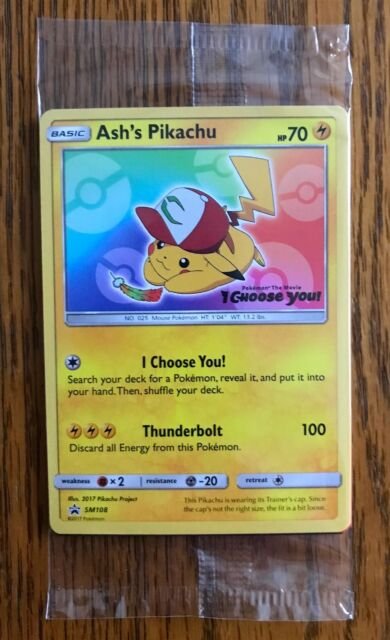 BASIC Ash's Pikachu HP 70
Pokémon The Movie
I Choose You!
NO. 025 Mouse Pokémon HT: 1'04" WT: 13.2 lbs.
I Choose You!
Search your deck for a Pokémon, reveal it, and put it into
your hand. Then, shuffle your deck.
Thunderbolt 100
Discard all Energy from this Pokémon.
weakness ×2 resistance -20 retreat
Illus. 2017 Pikachu Project
SM108
©2017 Pokémon
This Pikachu is wearing its Trainer's cap. Since
the cap's not the right size, the fit is a bit loose.